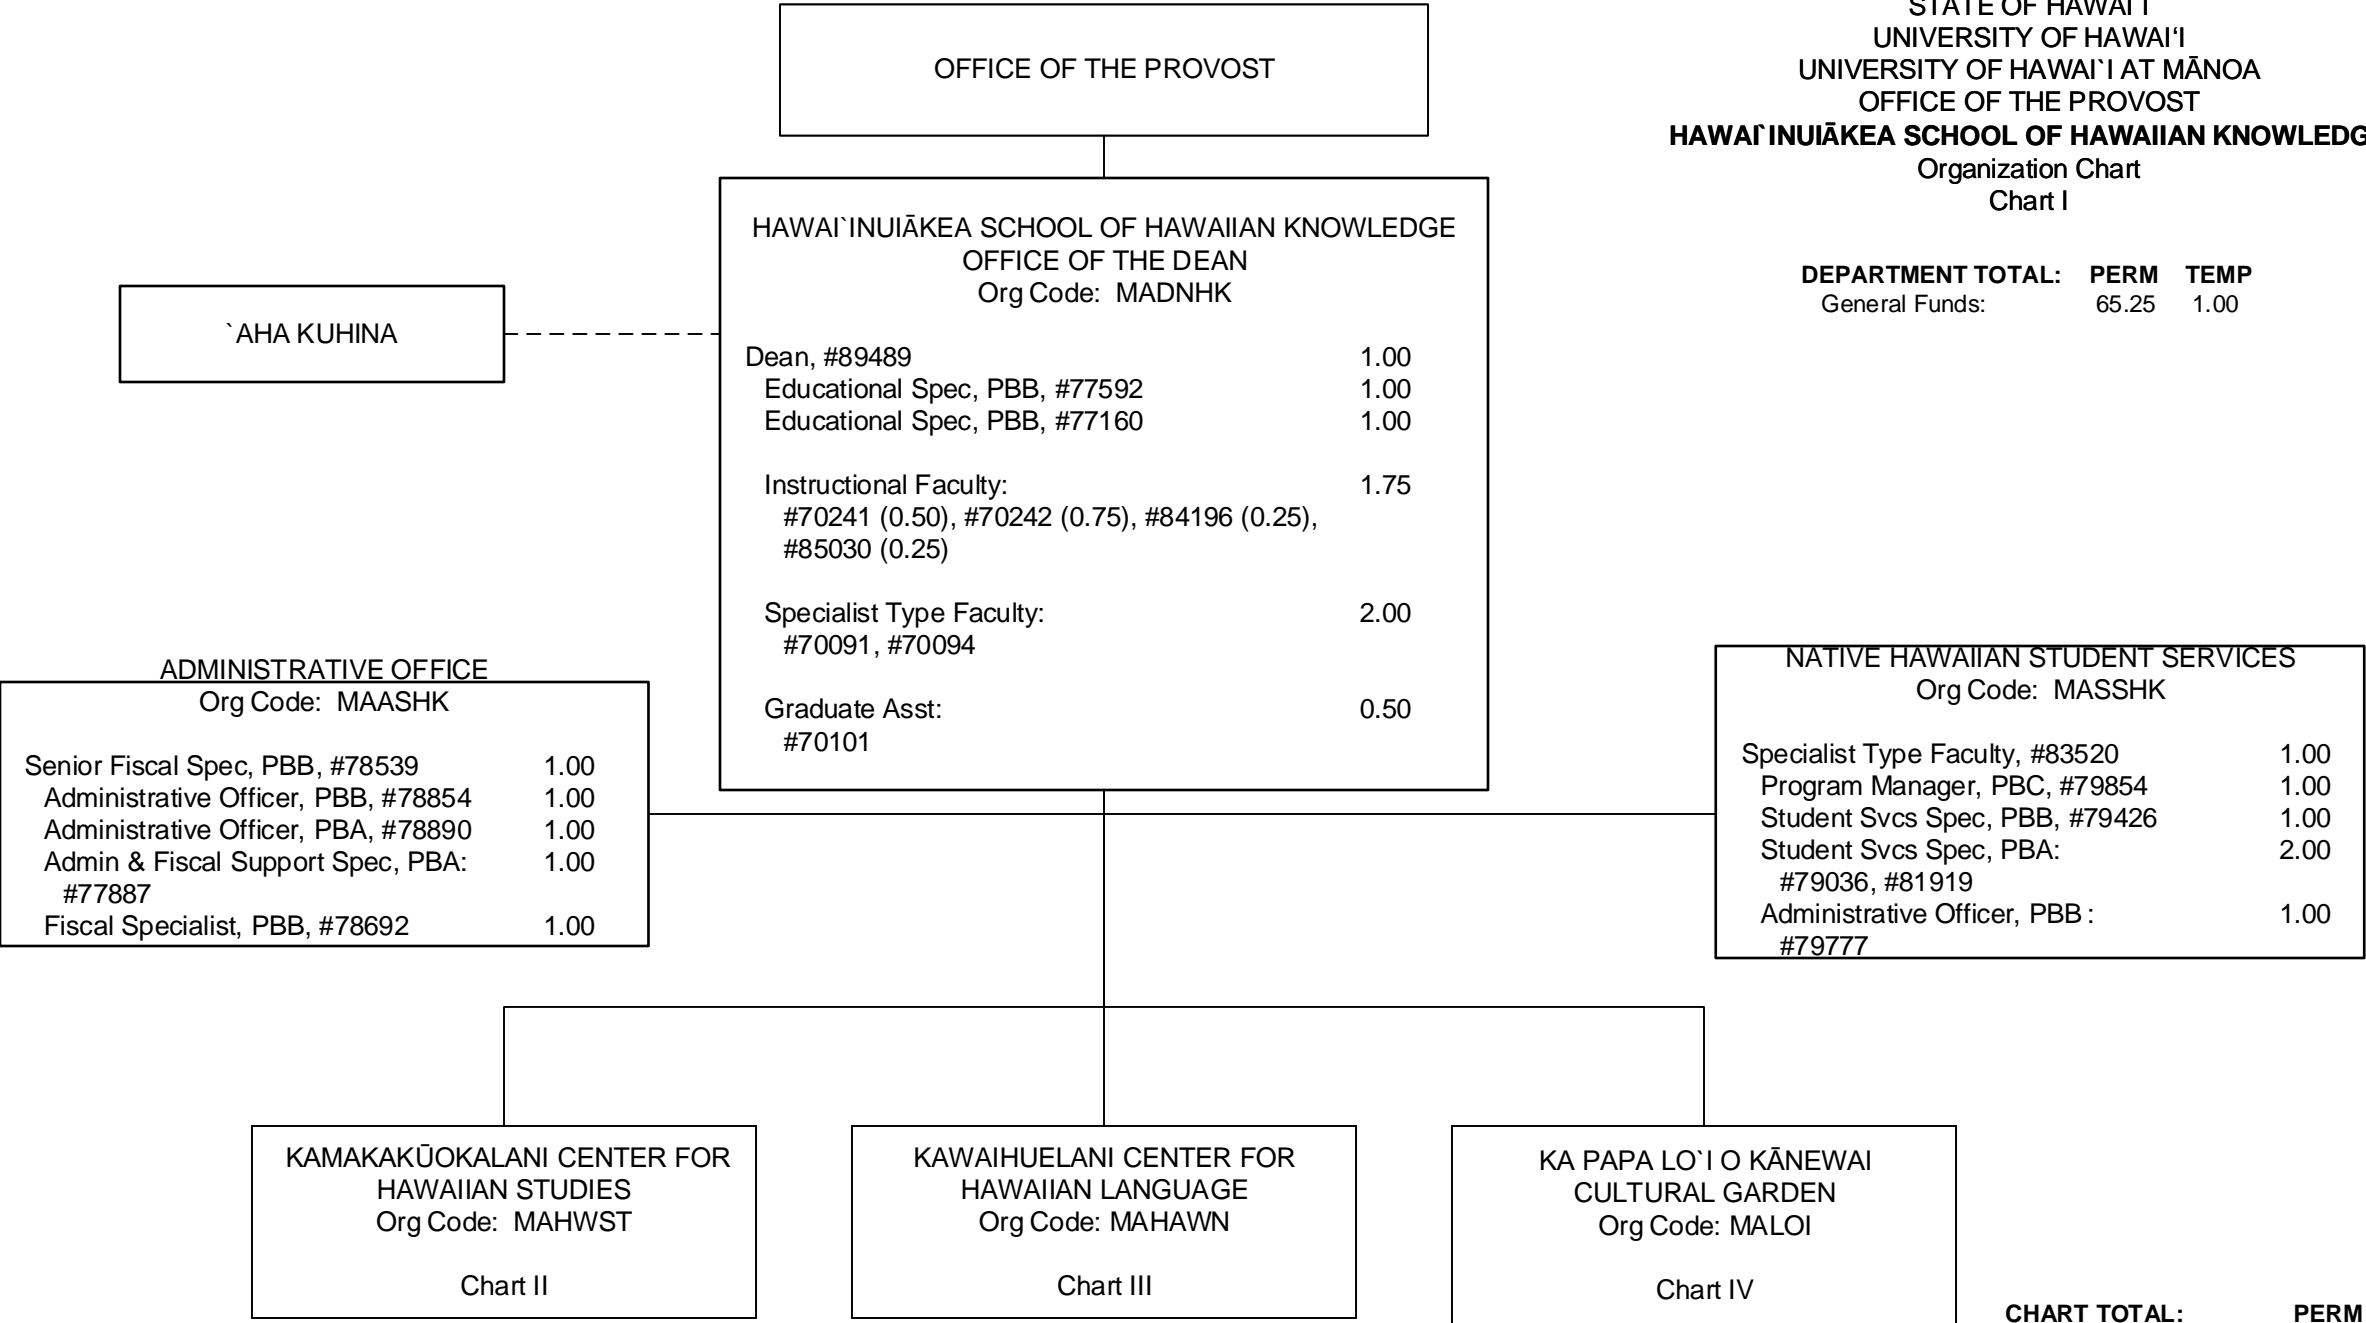 STATE OF HAWAI‘I
UNIVERSITY OF HAWAI‘I
UNIVERSITY OF HAWAI`I AT MĀNOA
OFFICE OF THE PROVOST
HAWAI`INUIĀKEA SCHOOL OF HAWAIIAN KNOWLEDG
Organization Chart
Chart I
DEPARTMENT TOTAL: PERM TEMP
General Funds: 65.25 1.00
OFFICE OF THE PROVOST
HAWAI`INUIĀKEA SCHOOL OF HAWAIIAN KNOWLEDGE
OFFICE OF THE DEAN
Org Code: MADNHK
Dean, #89489 1.00
Educational Spec, PBB, #77592 1.00
Educational Spec, PBB, #77160 1.00
Instructional Faculty: 1.75
#70241 (0.50), #70242 (0.75), #84196 (0.25),
#85030 (0.25)
Specialist Type Faculty: 2.00
#70091, #70094
Graduate Asst: 0.50
#70101
`AHA KUHINA
ADMINISTRATIVE OFFICE
Org Code: MAASHK
Senior Fiscal Spec, PBB, #78539 1.00
Administrative Officer, PBB, #78854 1.00
Administrative Officer, PBA, #78890 1.00
Admin & Fiscal Support Spec, PBA: 1.00
#77887
Fiscal Specialist, PBB, #78692 1.00
NATIVE HAWAIIAN STUDENT SERVICES
Org Code: MASSHK
Specialist Type Faculty, #83520 1.00
Program Manager, PBC, #79854 1.00
Student Svcs Spec, PBB, #79426 1.00
Student Svcs Spec, PBA: 2.00
#79036, #81919
Administrative Officer, PBB : 1.00
#79777
KAMAKAKŪOKALANI CENTER FOR
HAWAIIAN STUDIES
Org Code: MAHWST
Chart II
KAWAIHUELANI CENTER FOR
HAWAIIAN LANGUAGE
Org Code: MAHAWN
Chart III
KA PAPA LO`I O KĀNEWAI
CULTURAL GARDEN
Org Code: MALOI
Chart IV
CHART TOTAL: PERM